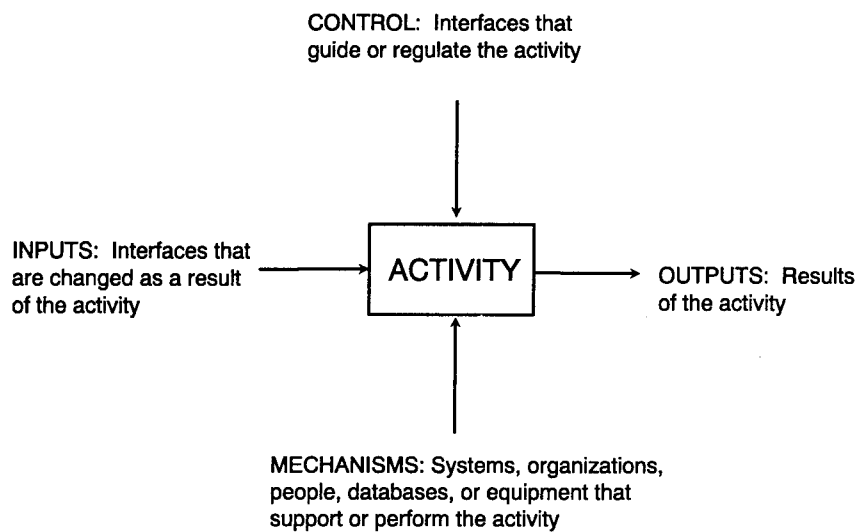 CONTROL: Interfaces that
guide or regulate the activity
INPUTS: Interfaces that
are changed as a result
of the activity
ACTIVITY
OUTPUTS: Results
of the activity
MECHANISMS: Systems, organizations,
people, databases, or equipment that
support or perform the activity